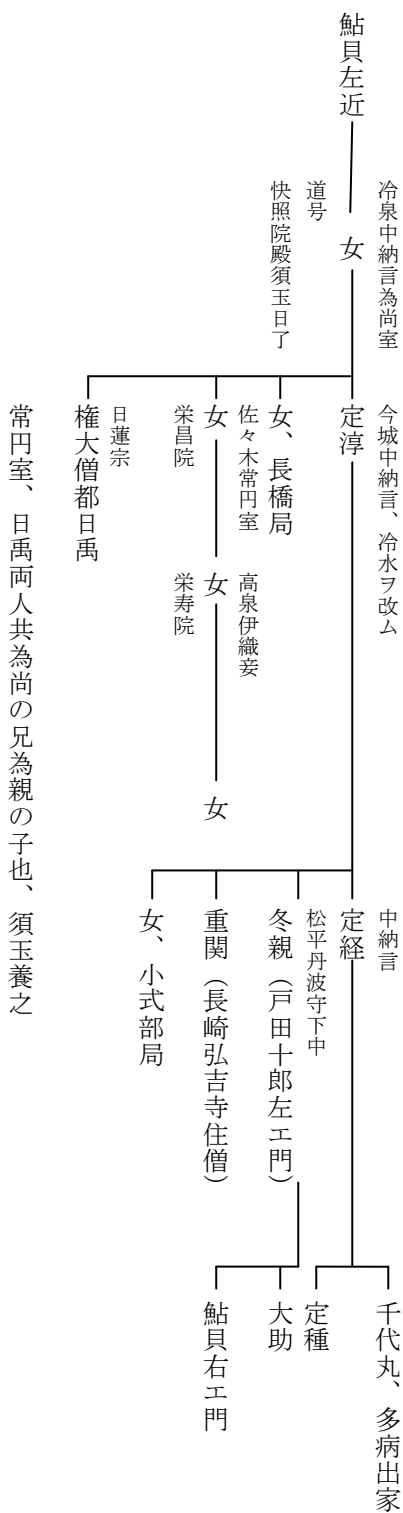 鮎貝左近
冷泉中納言為尚室
女
道号
快照院殿須玉日了
今城中納言、冷水ヲ改ム
定淳
女、長橋局
佐々木常円室
女
栄昌院
高泉伊織妾
女
栄寿院
女
日蓮宗
権大僧都日禹
中納言
定経
松平丹波守下中
冬親(戸田十郎左エ門)
重関(長崎弘吉寺住僧)
女、小式部局
千代丸、多病出家
定種
大助
鮎貝右エ門
常円室、日禹両人共為尚の兄為親の子也、須玉養之